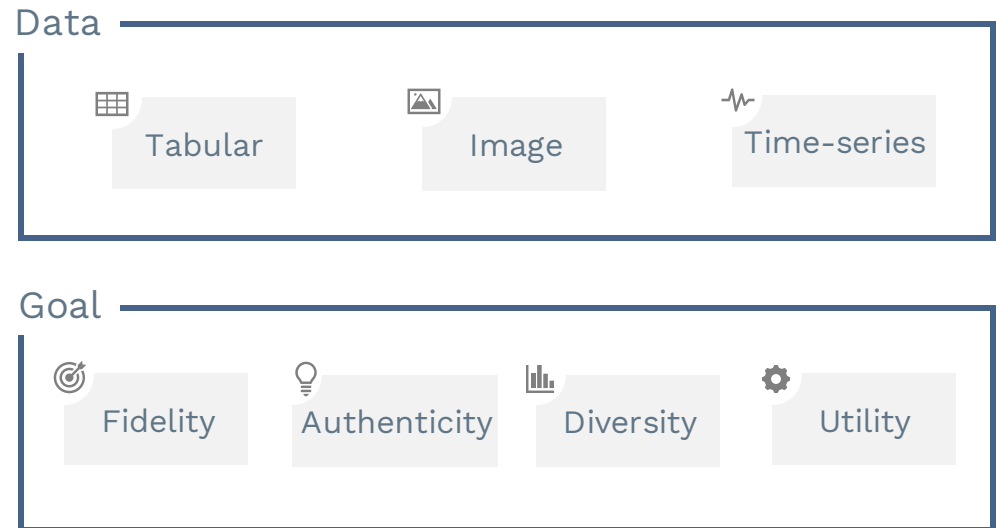 Data
Tabular
Image
Time-series
Goal
Fidelity
Authenticity
Diversity
Utility